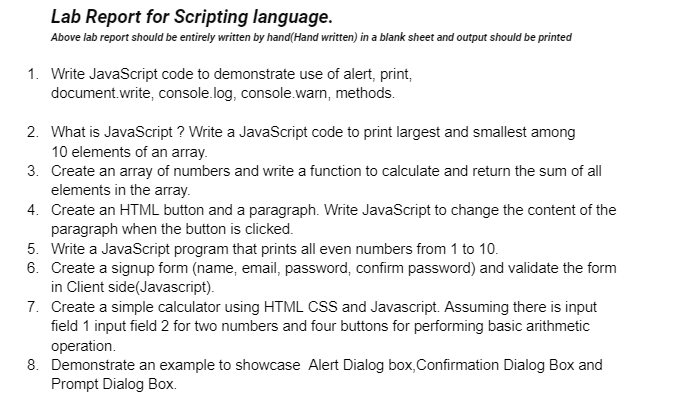 Lab Report for Scripting language.
Above lab report should be entirely written by hand(Hand written) in a blank sheet and output should be printed
1. Write JavaScript code to demonstrate use of alert, print,
document.write, console.log, console.warn, methods.
2. What is JavaScript ? Write a JavaScript code to print largest and smallest among
10 elements of an array.
3. Create an array of numbers and write a function to calculate and return the sum of all
elements in the array.
4. Create an HTML button and a paragraph. Write JavaScript to change the content of the
paragraph when the button is clicked.
5. Write a JavaScript program that prints all even numbers from 1 to 10.
6. Create a signup form (name, email, password, confirm password) and validate the form
in Client side(Javascript).
7. Create a simple calculator using HTML CSS and Javascript. Assuming there is input
field 1 input field 2 for two numbers and four buttons for performing basic arithmetic
operation.
8. Demonstrate an example to showcase Alert Dialog box,Confirmation Dialog Box and
Prompt Dialog Box.